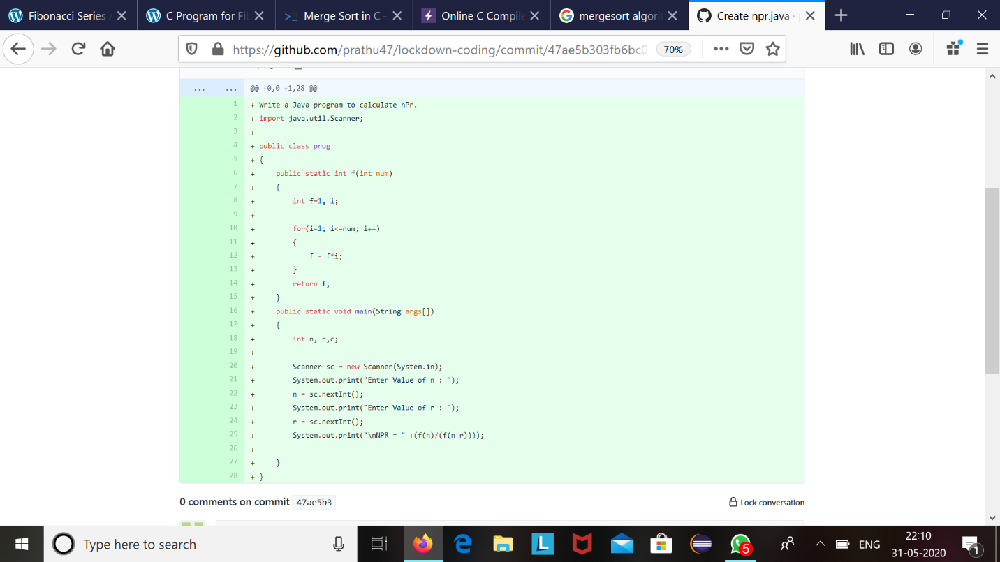 Fibonacci Series
C Program for Fi
Merge Sort in C -
Online C Compile
mergesort algori
Create npr.java ·
https://github.com/prathu47/lockdown-coding/commit/47ae5b303fb6bc0
70%
... ... @@ -0,0 +1,28 @@
1 + Write a Java program to calculate nPr.
2 + import java.util.Scanner;
3 +
4 + public class prog
5 + {
6 + public static int f(int num)
7 + {
8 + int f=1, i;
9 +
10 + for(i=1; i<=num; i++)
11 + {
12 + f = f*i;
13 + }
14 + return f;
15 + }
16 + public static void main(String args[])
17 + {
18 + int n, r,c;
19 +
20 + Scanner sc = new Scanner(System.in);
21 + System.out.print("Enter Value of n : ");
22 + n = sc.nextInt();
23 + System.out.print("Enter Value of r : ");
24 + r = sc.nextInt();
25 + System.out.print("\nNPR = " +(f(n)/(f(n-r))));
26 +
27 + }
28 + }
0 comments on commit 47ae5b3
Lock conversation
Type here to search
L
5
ENG
22:10
31-05-2020
1